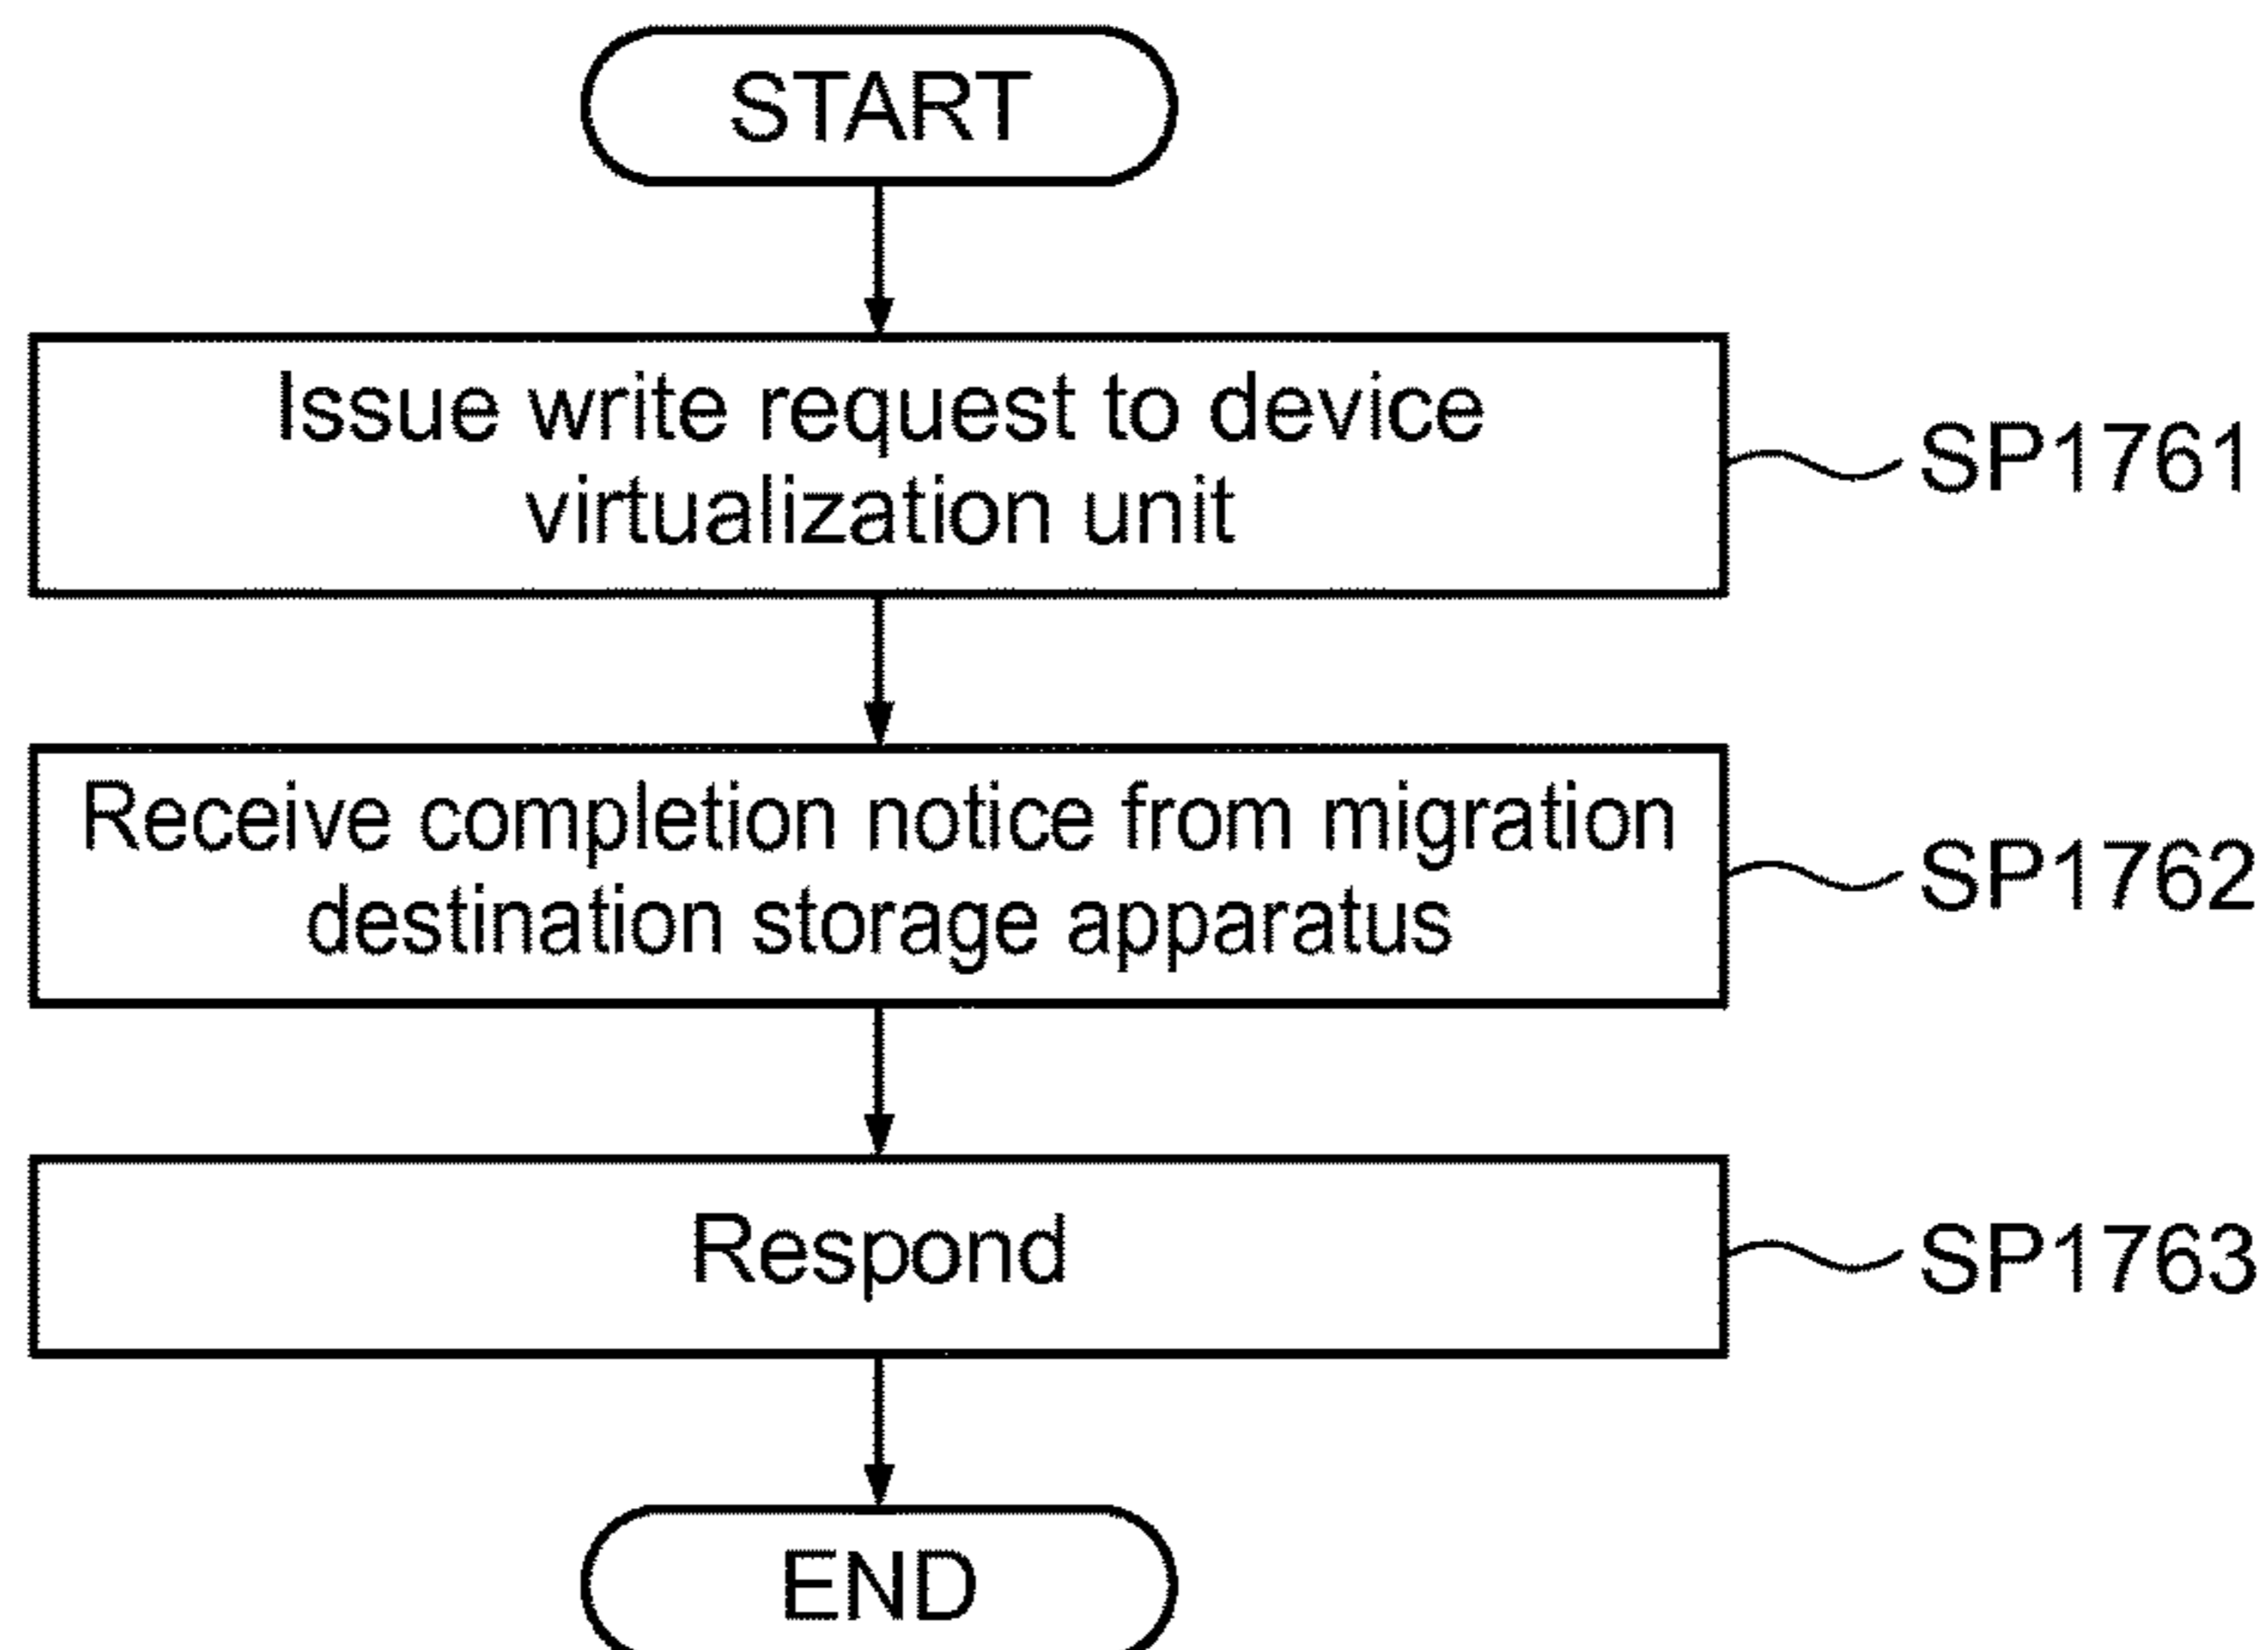 START
Issue write request to device
virtualization unit
SP1761
Receive completion notice from migration
destination storage apparatus
SP1762
Respond
SP1763
END